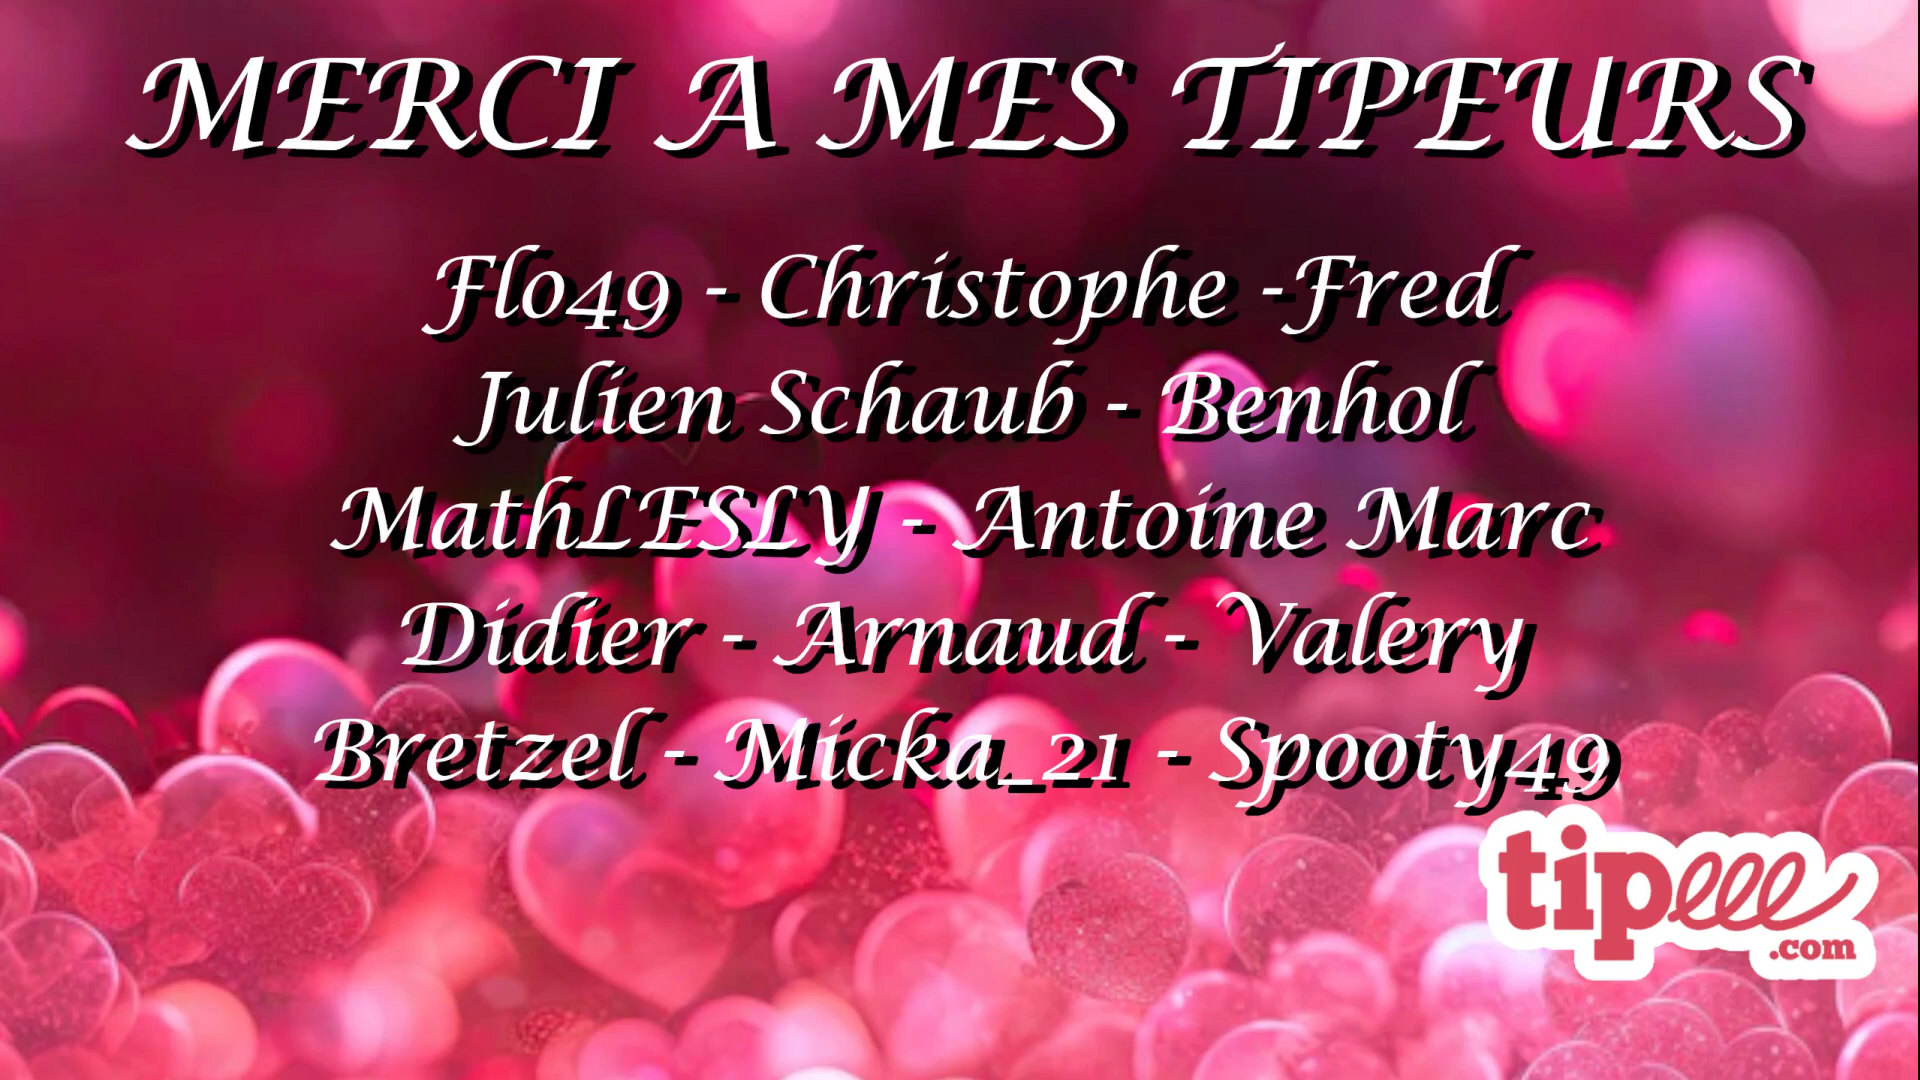 MERCI A MES TIPEURS
Flo49 - Christophe -Fred
Julien Schaub - Benhol
MathLESLY - Antoine Marc
Didier - Arnaud - Valery
Bretzel - Micka_21 - Spooty49
tipeee
.com